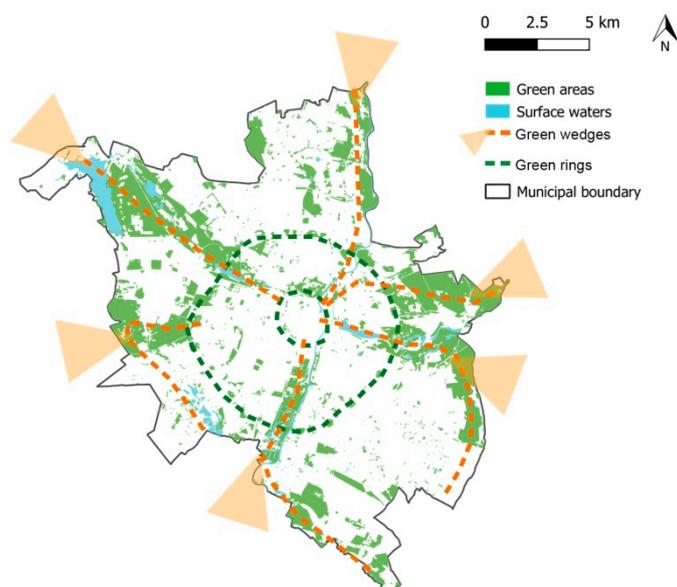 0 2.5 5 km
N
Green areas
Surface waters
Green wedges
Green rings
Municipal boundary